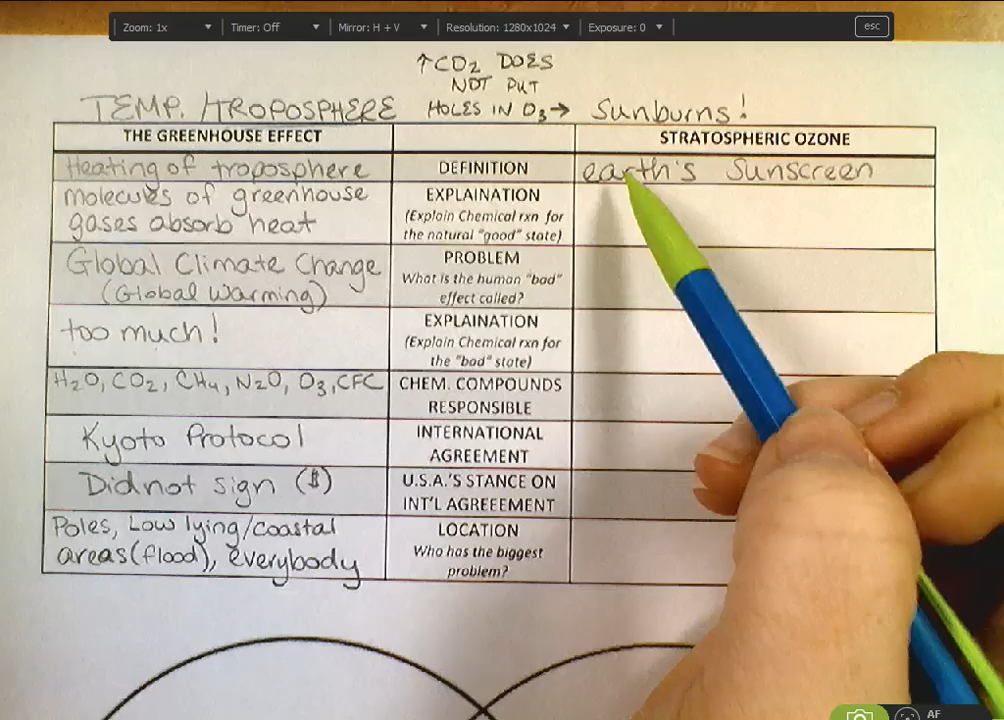 Zoom: 1x Timer: Off Mirror: H + V Resolution: 1280x1024 Exposure: 0 esc
↑CO2 DOES
NOT PUT
TEMP. /TROPOSPHERE HOLES IN O3→ Sunburns!
THE GREENHOUSE EFFECT STRATOSPHERIC OZONE
Heating of troposphere DEFINITION earth's Sunscreen
molecules of greenhouse EXPLAINATION
gases absorb heat (Explain Chemical rxn for
the natural "good" state)
Global Climate Change PROBLEM
(Global Warming) What is the human "bad"
effect called?
too much! EXPLAINATION
(Explain Chemical rxn for
the "bad" state)
H2O, CO2, CH4, N2O, O3, CFC CHEM. COMPOUNDS
RESPONSIBLE
Kyoto Protocol INTERNATIONAL
AGREEMENT
Did not sign ($) U.S.A.'S STANCE ON
INT'L AGREEEMENT
Poles, Low lying/coastal LOCATION
areas(flood), everybody Who has the biggest
problem?
AF